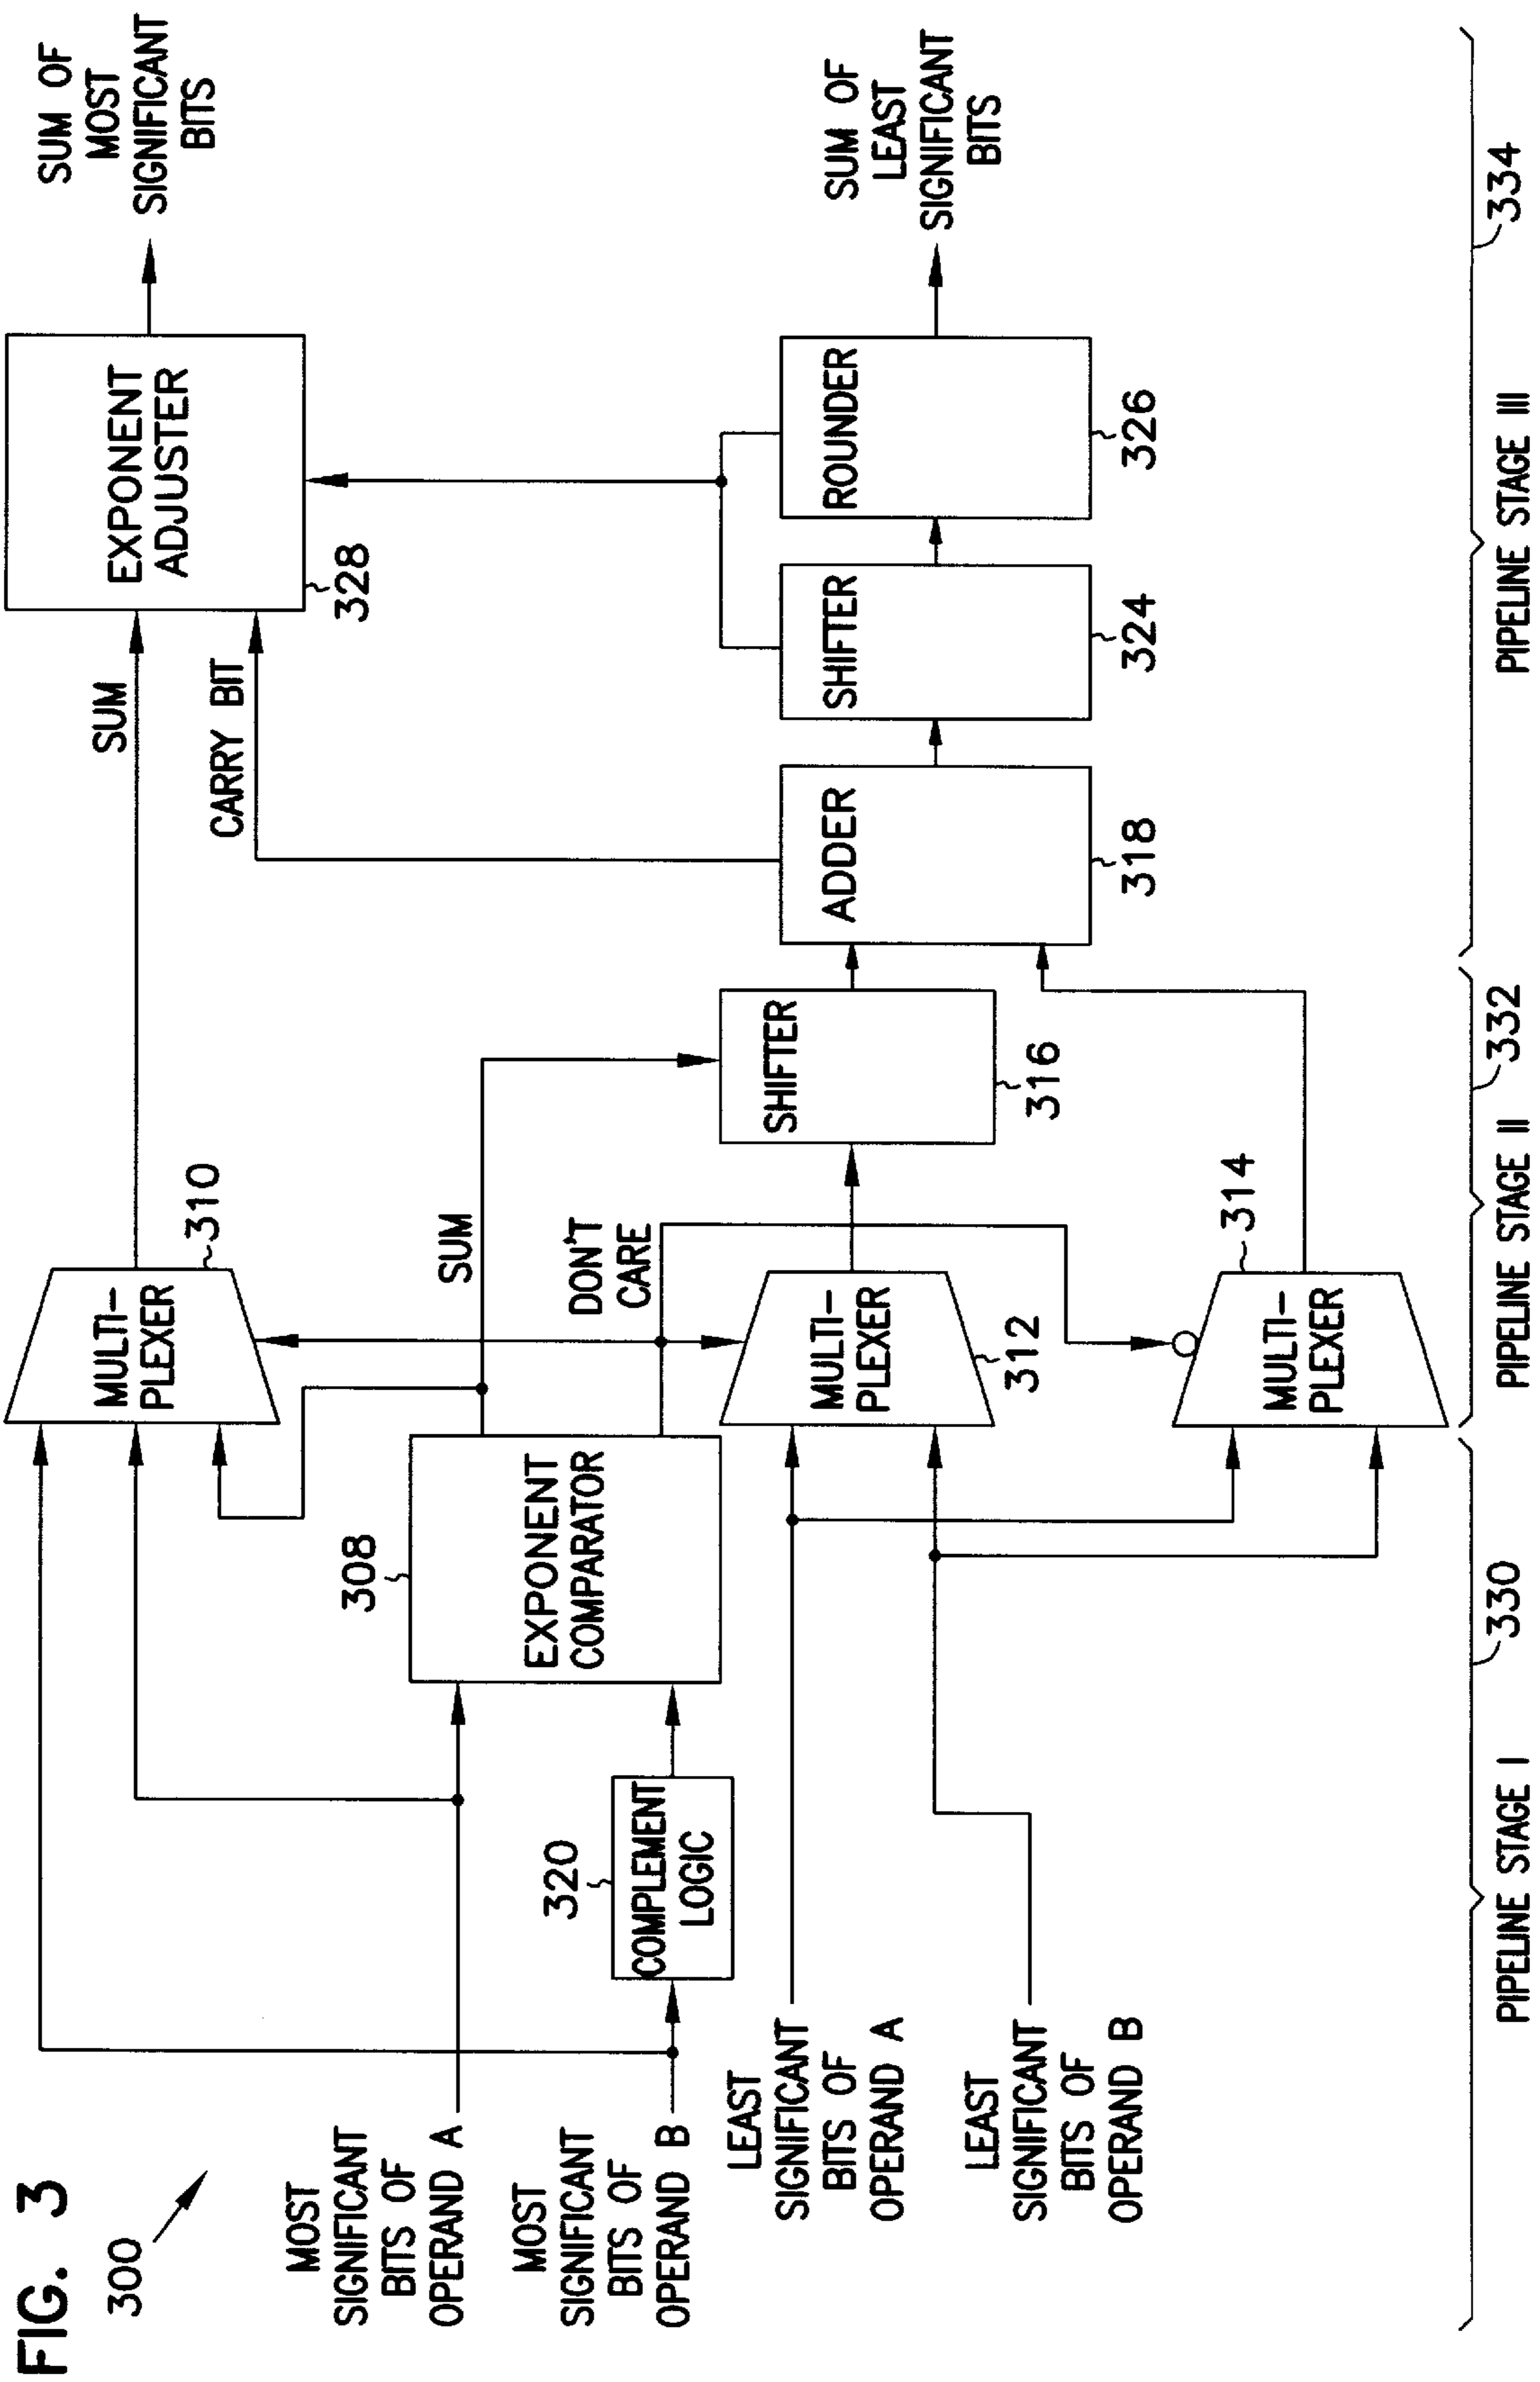 FIG. 3
300
MOST
SIGNIFICANT
BITS OF
OPERAND A
MOST
SIGNIFICANT
BITS OF
OPERAND B
LEAST
SIGNIFICANT
BITS OF
OPERAND A
LEAST
SIGNIFICANT
BITS OF
OPERAND B
320
COMPLEMENT
LOGIC
308
EXPONENT
COMPARATOR
MULTI-
PLEXER
310
SUM
DON'T
CARE
MULTI-
PLEXER
312
MULTI-
PLEXER
314
SHIFTER
316
SUM
CARRY BIT
ADDER
318
SHIFTER
324
ROUNDER
326
EXPONENT
ADJUSTER
328
SUM OF
MOST
SIGNIFICANT
BITS
SUM OF
LEAST
SIGNIFICANT
BITS
330
PIPELINE STAGE I
332
PIPELINE STAGE II
334
PIPELINE STAGE III